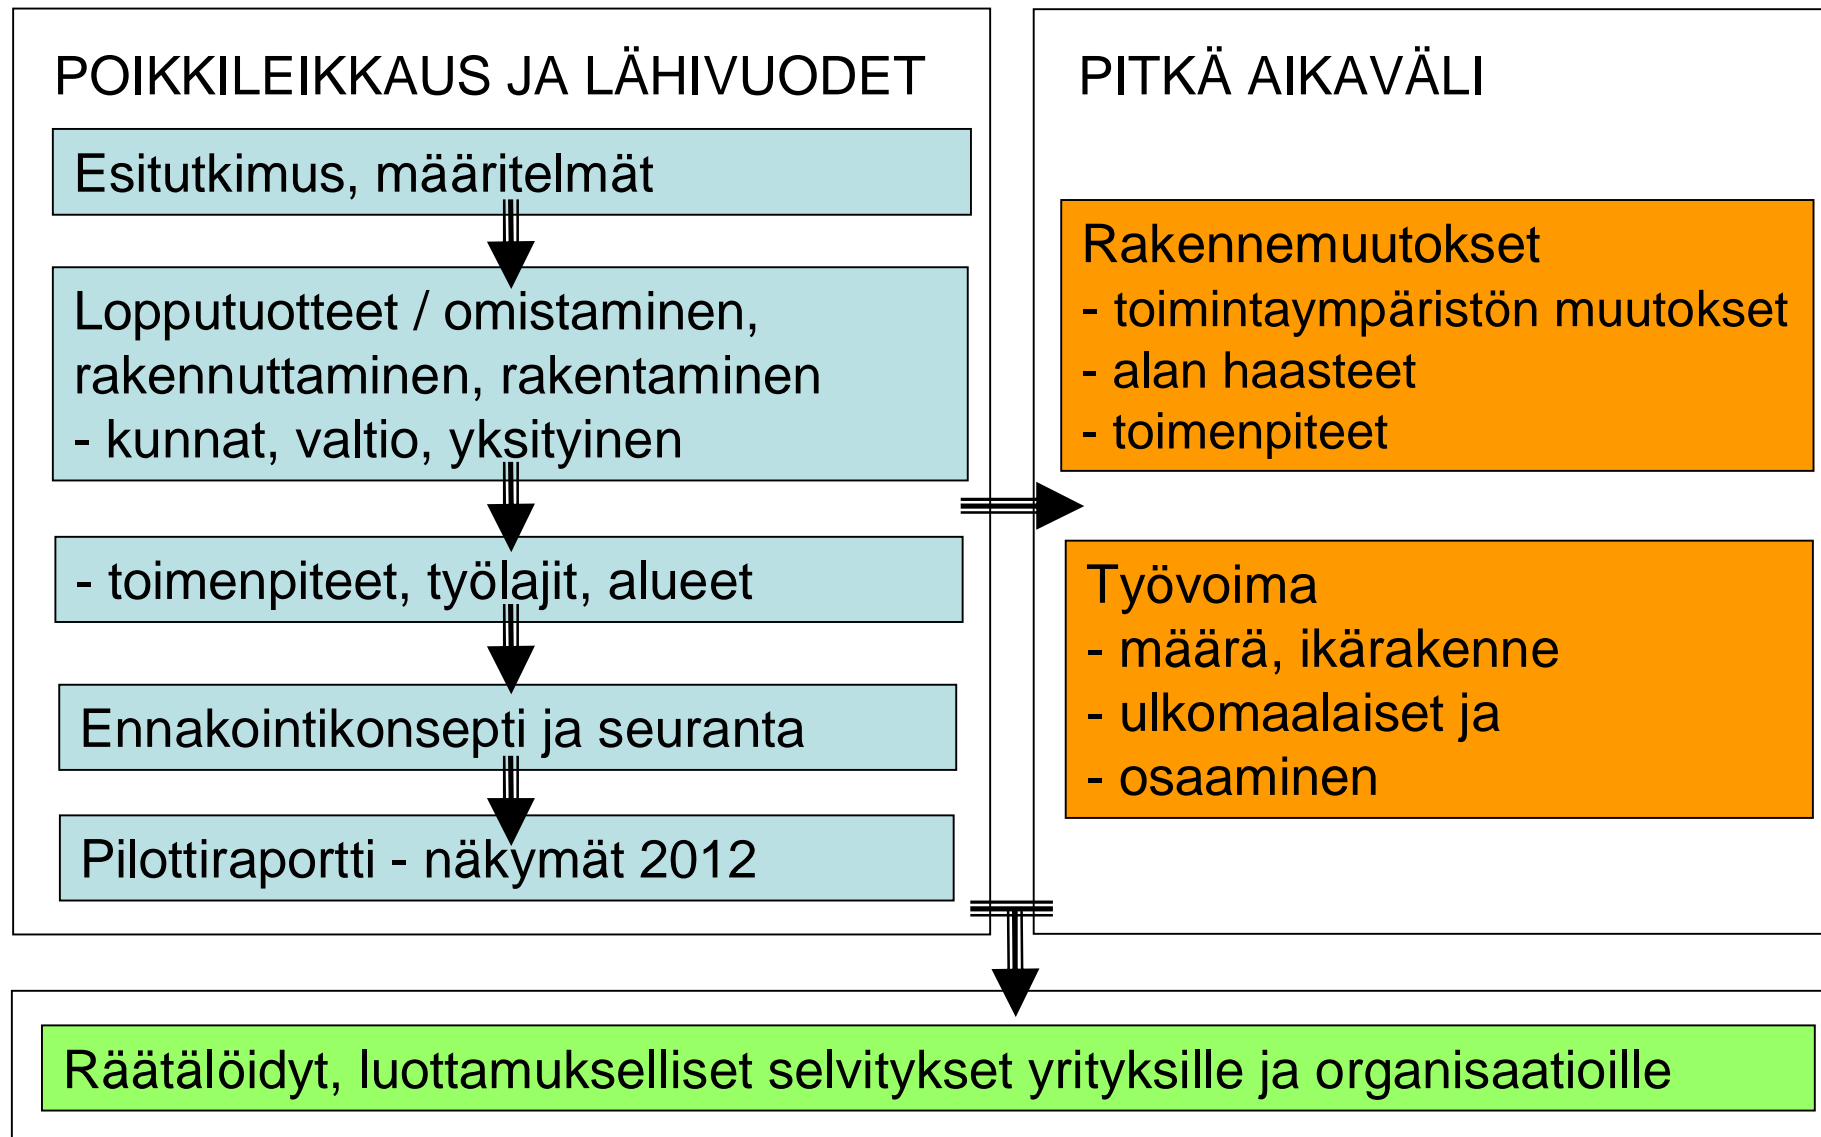 POIKKILEIKKAUS JA LÄHIVUODET
Esitutkimus, määritelmät
Lopputuotteet / omistaminen,
rakennuttaminen, rakentaminen
- kunnat, valtio, yksityinen
- toimenpiteet, työlajit, alueet
Ennakointikonsepti ja seuranta
Pilottiraportti - näkymät 2012
PITKÄ AIKAVÄLI
Rakennemuutokset
- toimintaympäristön muutokset
- alan haasteet
- toimenpiteet
Työvoima
- määrä, ikärakenne
- ulkomaalaiset ja
- osaaminen
Räätälöidyt, luottamukselliset selvitykset yrityksille ja organisaatioille